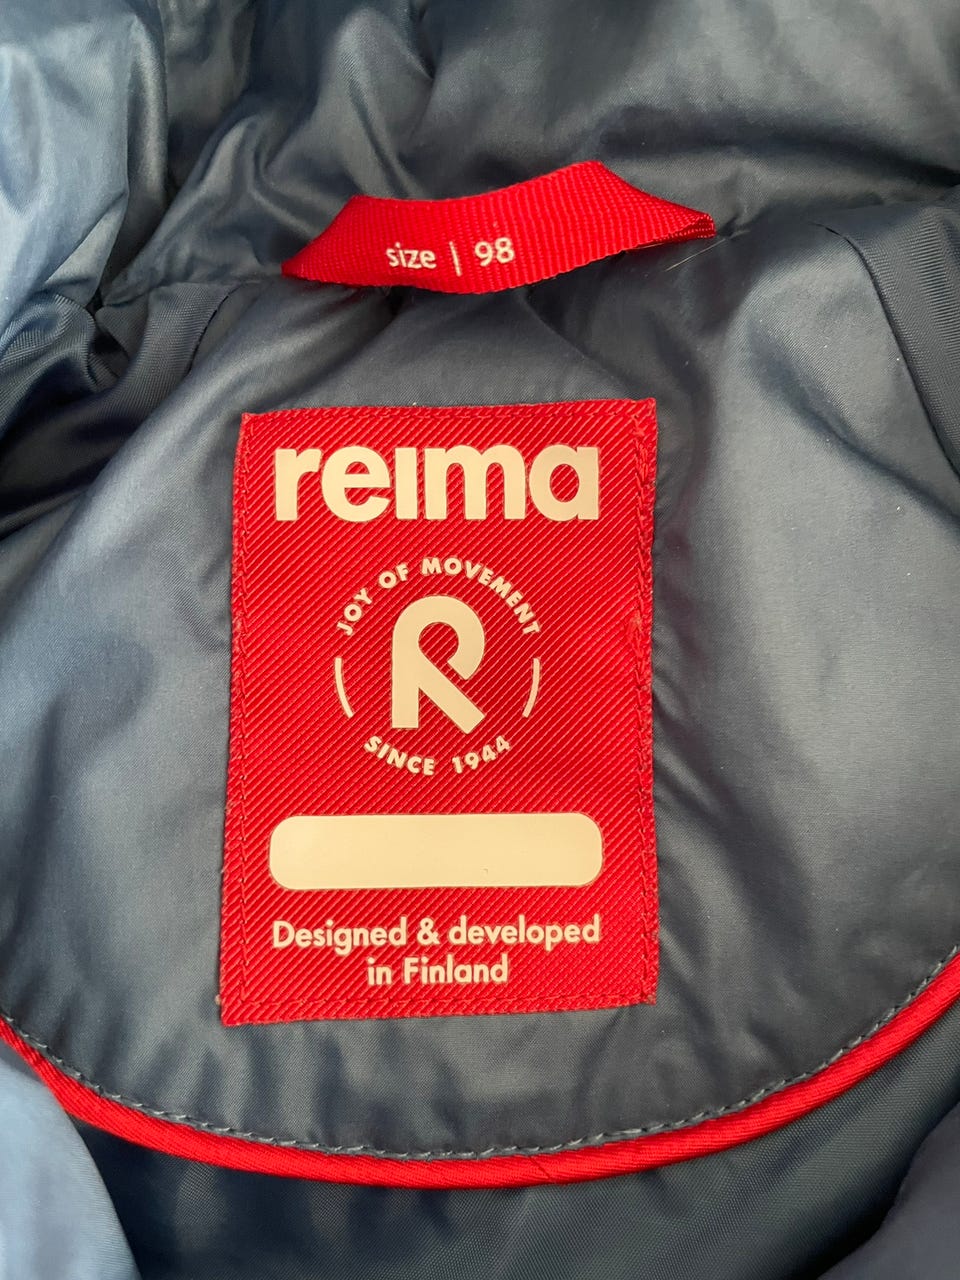 size | 98
reima
JOY OF MOVEMENT
R
SINCE 1944
Designed & developed
in Finland